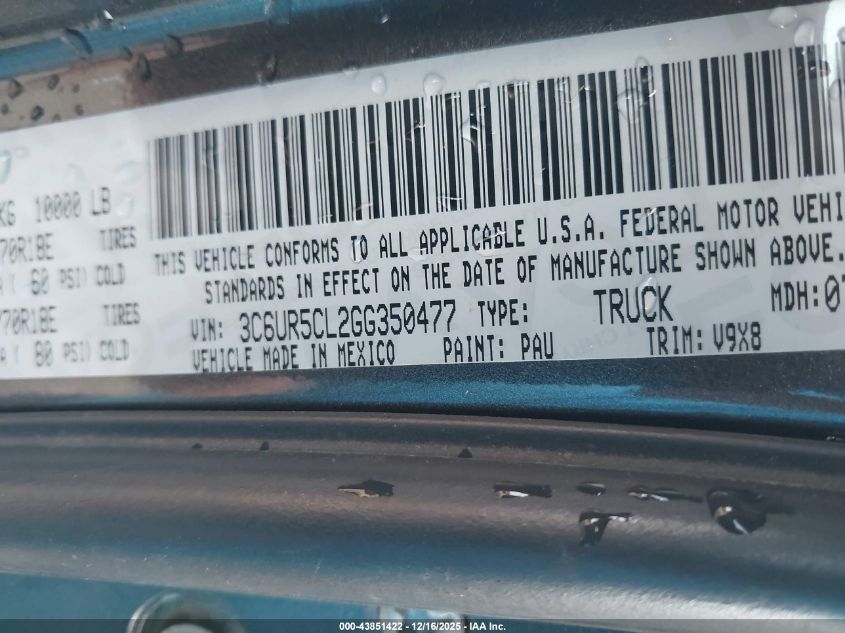 KG 10000 LB
70R18E TIRES
60 PSI) COLD
70R18E TIRES
80 PSI) COLD
THIS VEHICLE CONFORMS TO ALL APPLICABLE U.S.A. FEDERAL MOTOR VEHI
STANDARDS IN EFFECT ON THE DATE OF MANUFACTURE SHOWN ABOVE.
VIN: 3C6UR5CL2GG350477 TYPE: TRUCK MDH:07
VEHICLE MADE IN MEXICO PAINT: PAU TRIM: V9X8
000-43851422 - 12/16/2025 - IAA Inc.